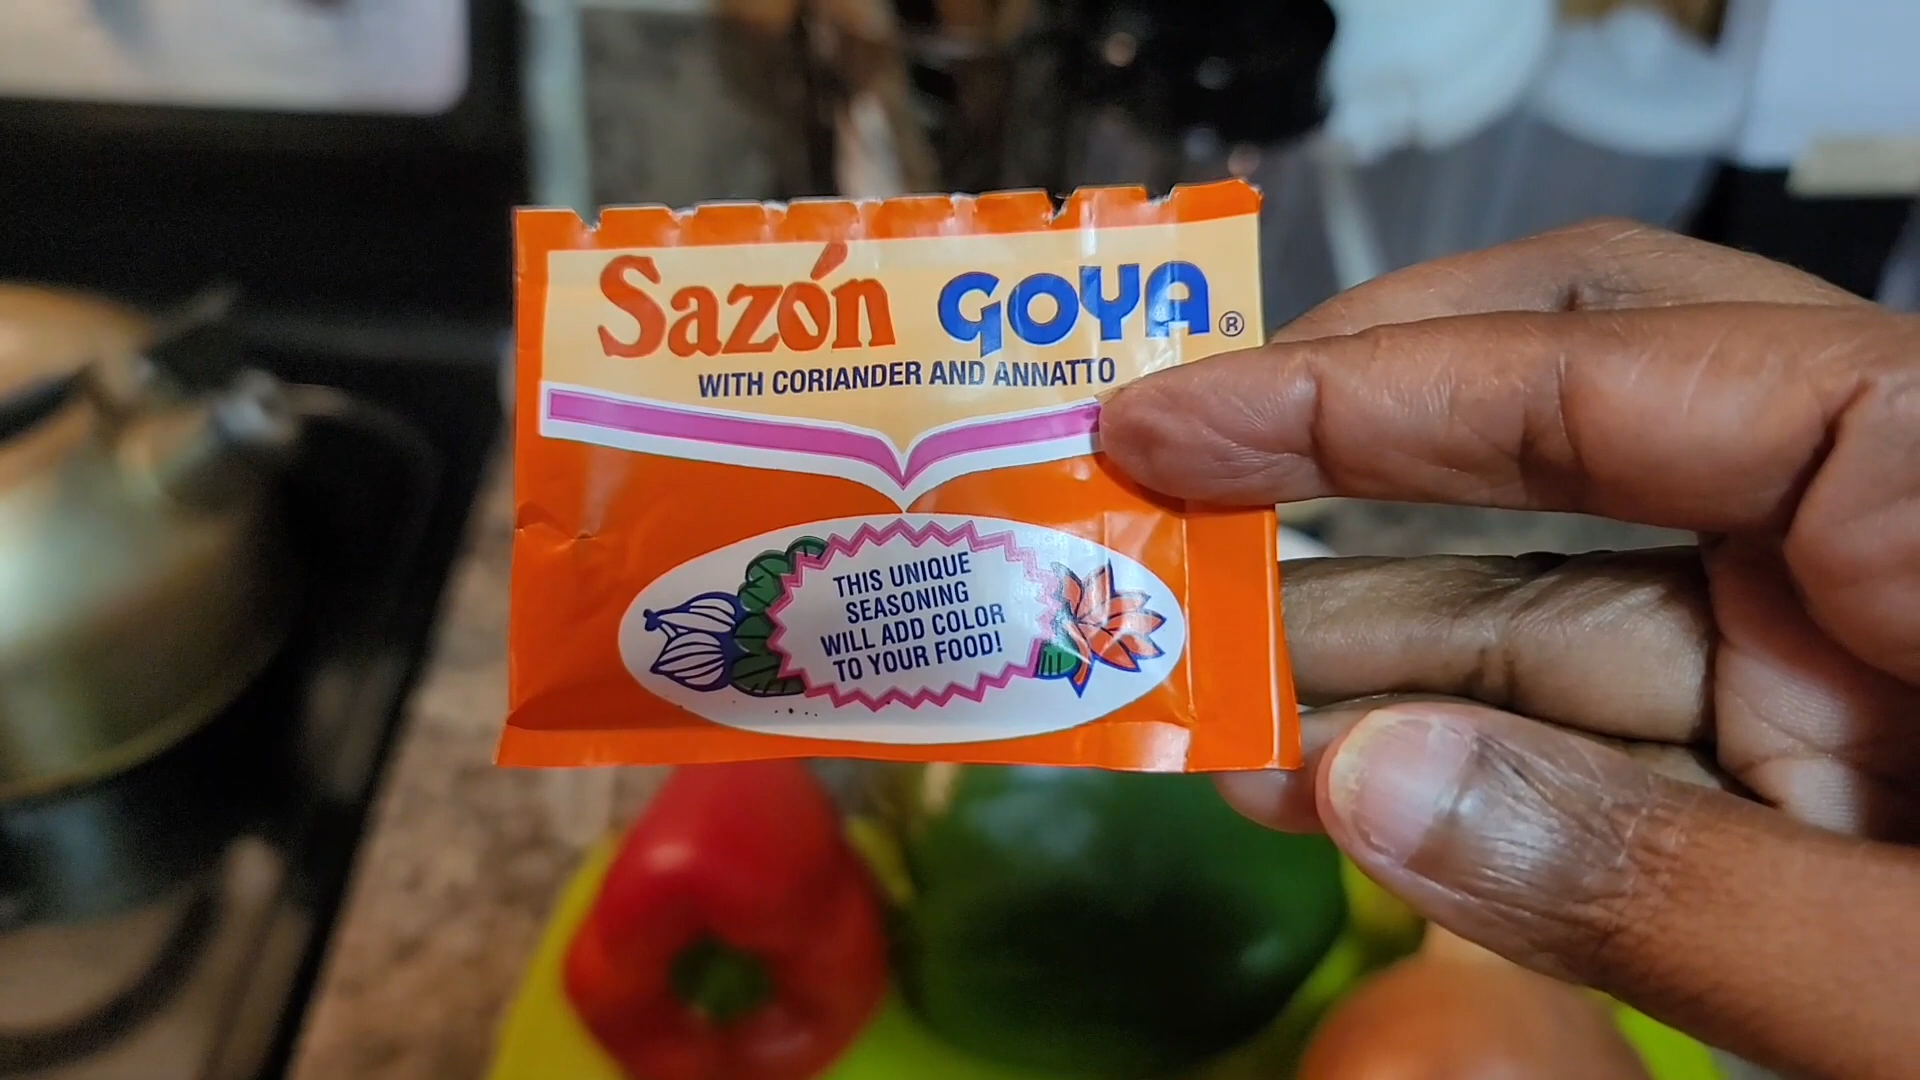 Sazón GOYA®
WITH CORIANDER AND ANNATTO
THIS UNIQUE
SEASONING
WILL ADD COLOR
TO YOUR FOOD!